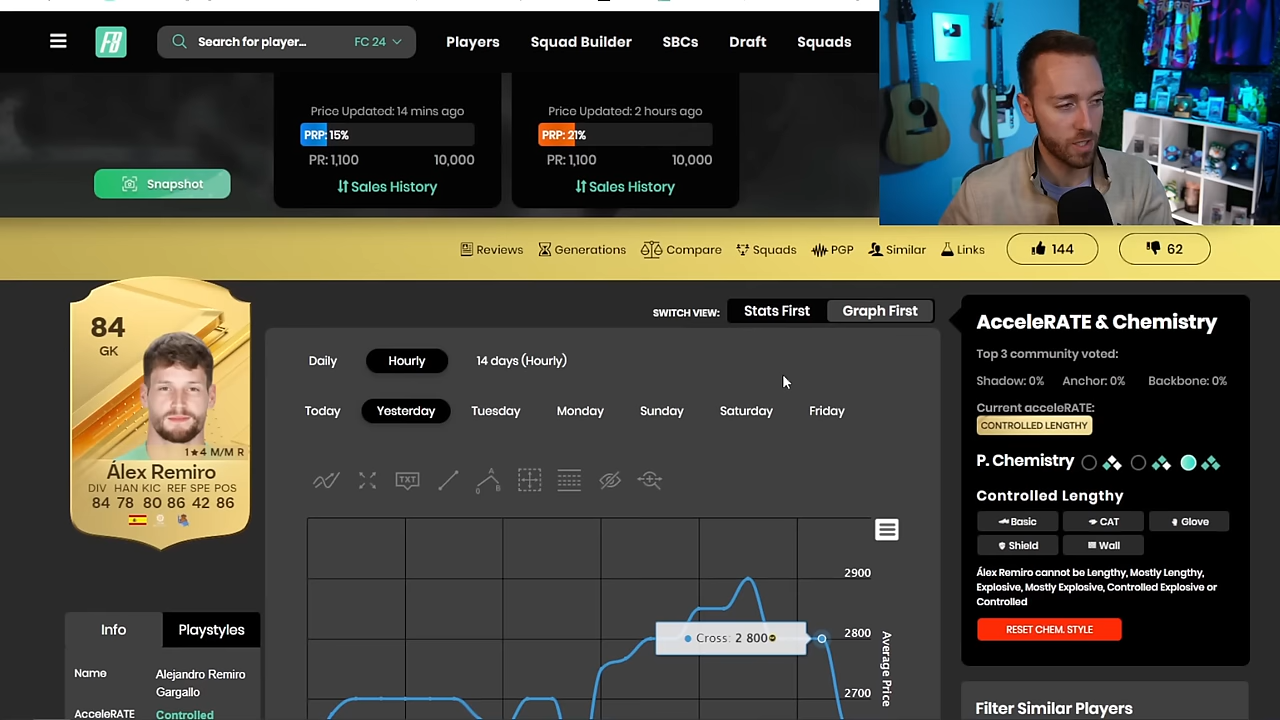 FB
Search for player...
FC 24
Players
Squad Builder
SBCs
Draft
Squads
Price Updated: 14 mins ago
Price Updated: 2 hours ago
PRP: 15%
PRP: 21%
PR: 1,100
10,000
PR: 1,100
10,000
Snapshot
Sales History
Sales History
Reviews
Generations
Compare
Squads
PGP
Similar
Links
144
62
SWITCH VIEW:
Stats First
Graph First
84
GK
1★4 M/M R
Álex Remiro
DIV HAN KIC REF SPE POS
84 78 80 86 42 86
Daily
Hourly
14 days (Hourly)
Today
Yesterday
Tuesday
Monday
Sunday
Saturday
Friday
TXT
2900
Cross: 2 800
2800
2700
Average Price
AcceleRATE & Chemistry
Top 3 community voted:
Shadow: 0%
Anchor: 0%
Backbone: 0%
Current acceleRATE:
CONTROLLED LENGTHY
P. Chemistry
Controlled Lengthy
Basic
CAT
Glove
Shield
Wall
Álex Remiro cannot be Lengthy, Mostly Lengthy,
Explosive, Mostly Explosive, Controlled Explosive or
Controlled
RESET CHEM. STYLE
Filter Similar Players
Info
Playstyles
Name
Alejandro Remiro
Gargallo
AcceleRATE
Controlled